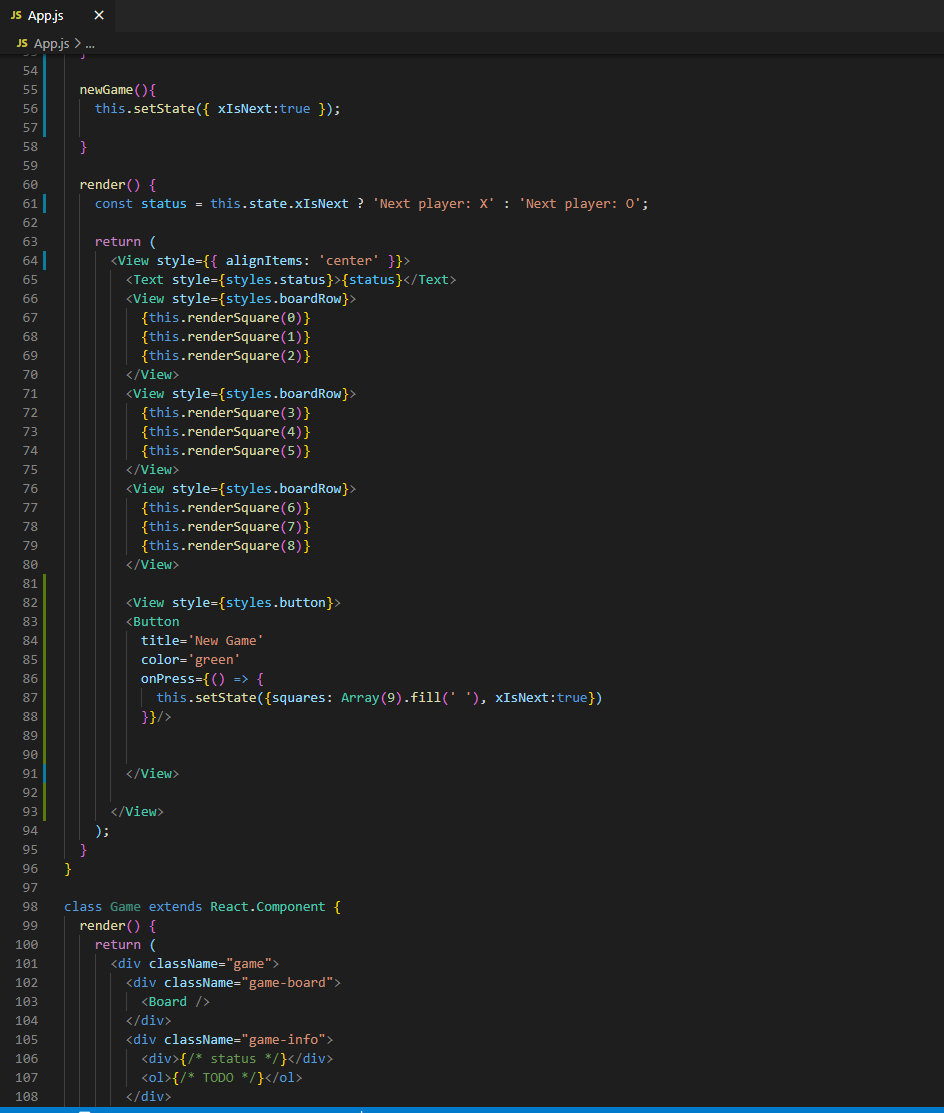 JS App.js ×
JS App.js > ...
53 }
54
55 newGame(){
56 this.setState({ xIsNext:true });
57
58 }
59
60 render() {
61 const status = this.state.xIsNext ? 'Next player: X' : 'Next player: O';
62
63 return (
64 <View style={{ alignItems: 'center' }}>
65 <Text style={styles.status}>{status}</Text>
66 <View style={styles.boardRow}>
67 {this.renderSquare(0)}
68 {this.renderSquare(1)}
69 {this.renderSquare(2)}
70 </View>
71 <View style={styles.boardRow}>
72 {this.renderSquare(3)}
73 {this.renderSquare(4)}
74 {this.renderSquare(5)}
75 </View>
76 <View style={styles.boardRow}>
77 {this.renderSquare(6)}
78 {this.renderSquare(7)}
79 {this.renderSquare(8)}
80 </View>
81
82 <View style={styles.button}>
83 <Button
84 title='New Game'
85 color='green'
86 onPress={() => {
87 this.setState({squares: Array(9).fill(' '), xIsNext:true})
88 }}/>
89
90
91 </View>
92
93 </View>
94 );
95 }
96 }
97
98 class Game extends React.Component {
99 render() {
100 return (
101 <div className="game">
102 <div className="game-board">
103 <Board />
104 </div>
105 <div className="game-info">
106 <div>{/* status */}</div>
107 <ol>{/* TODO */}</ol>
108 </div>